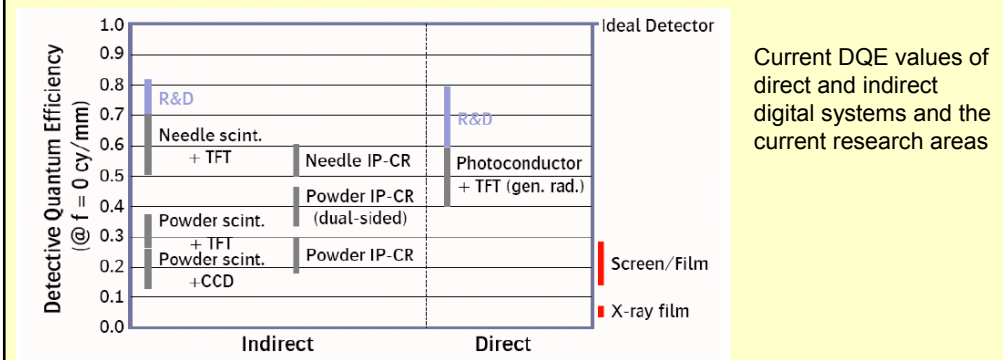 Detective Quantum Efficiency
(@ f = 0 cy/mm)
1.0
0.9
0.8
0.7
0.6
0.5
0.4
0.3
0.2
0.1
0.0
R&D
Needle scint.
+ TFT
Powder scint.
+ TFT
Powder scint.
+CCD
Needle IP-CR
Powder IP-CR
(dual-sided)
Powder IP-CR
R&D
Photoconductor
+ TFT (gen. rad.)
Ideal Detector
Screen/Film
X-ray film
Indirect
Direct
Current DQE values of
direct and indirect
digital systems and the
current research areas